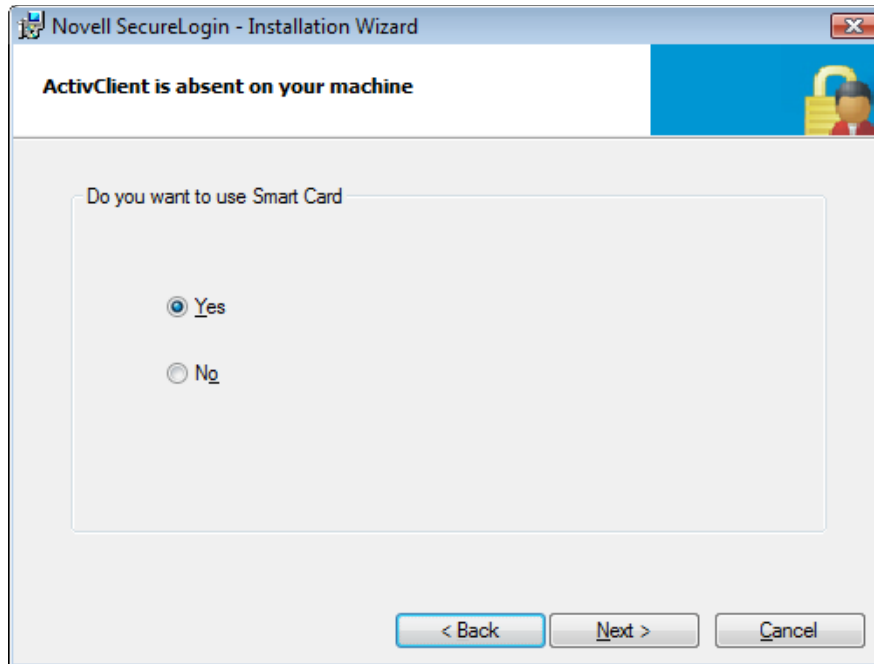 Novell SecureLogin - Installation Wizard
ActivClient is absent on your machine
Do you want to use Smart Card
Yes
No
< Back Next > Cancel